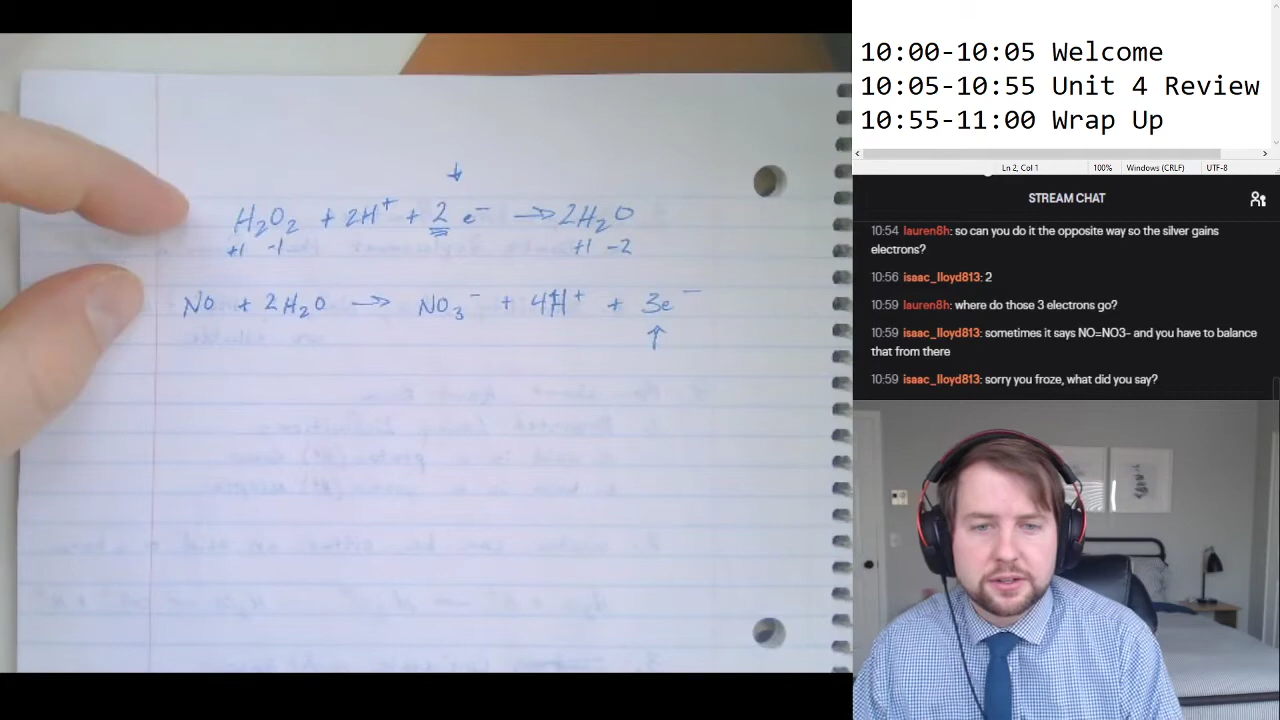 H₂O₂ + 2H⁺ + 2 e⁻ → 2H₂O
+1 -1 +1 -2
NO + 2H₂O → NO₃⁻ + 4H⁺ + 3e⁻
10:00-10:05 Welcome
10:05-10:55 Unit 4 Review
10:55-11:00 Wrap Up
Ln 2, Col 1 100% Windows (CRLF) UTF-8
STREAM CHAT
10:54 lauren8h: so can you do it the opposite way so the silver gains
electrons?
10:56 isaac_lloyd813: 2
10:59 lauren8h: where do those 3 electrons go?
10:59 isaac_lloyd813: sometimes it says NO=NO3- and you have to balance
that from there
10:59 isaac_lloyd813: sorry you froze, what did you say?